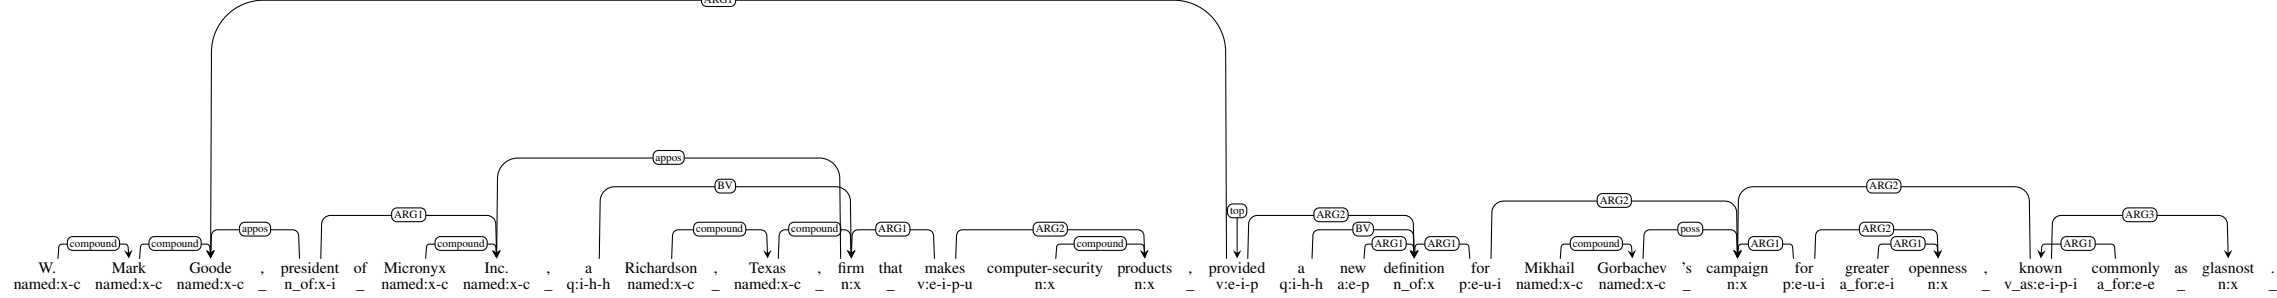 ARG1
appos
BV
ARG2
ARG2
top
ARG1
ARG2
ARG3
compound
compound
appos
compound
compound
compound
ARG1
ARG2
compound
BV
ARG1
ARG1
compound
poss
ARG1
ARG2
ARG1
ARG1
W. Mark Goode , president of Micronyx Inc. , a Richardson , Texas , firm that makes computer-security products , provided a new definition for Mikhail Gorbachev 's campaign for greater openness , known commonly as glasnost .
named:x-c named:x-c named:x-c _ n_of:x-i _ named:x-c named:x-c _ q:i-h-h named:x-c _ named:x-c _ n:x _ v:e-i-p-u n:x n:x _ v:e-i-p q:i-h-h a:e-p n_of:x p:e-u-i named:x-c named:x-c _ n:x p:e-u-i a_for:e-i n:x _ v_as:e-i-p-i a_for:e-e _ n:x _